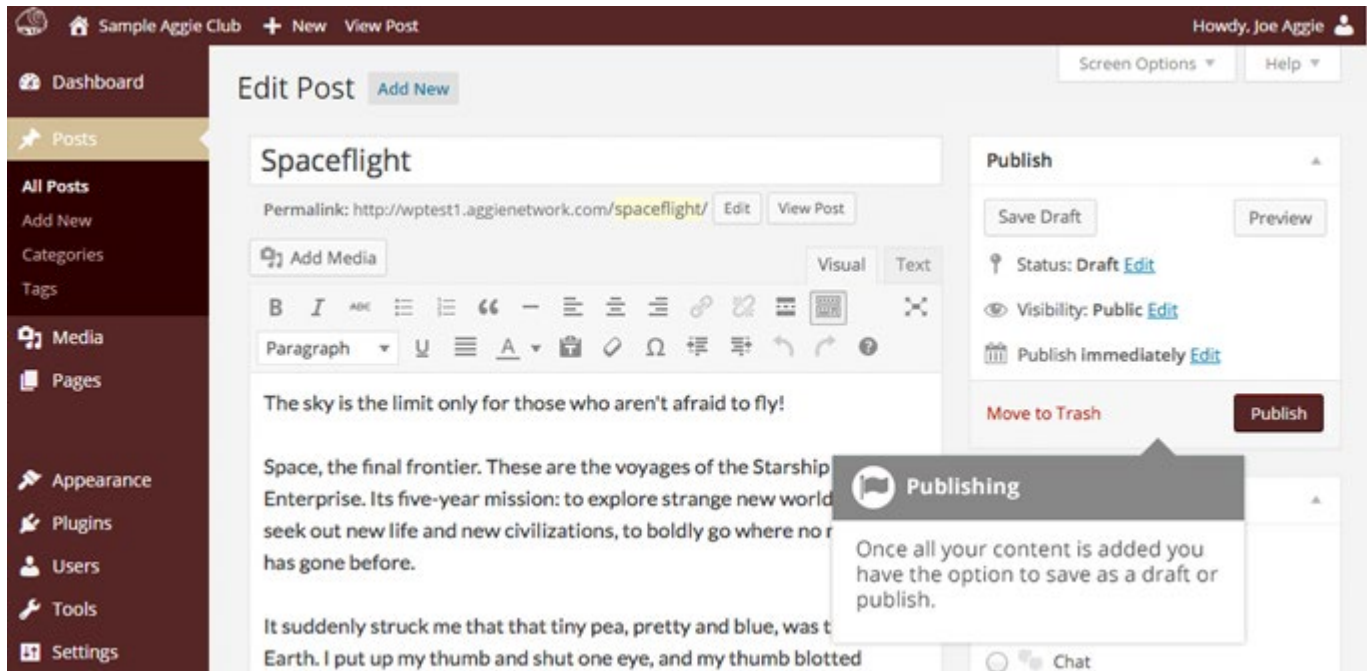 Sample Aggie Club + New View Post Howdy, Joe Aggie
Screen Options Help
Dashboard
Edit Post Add New
Posts
All Posts
Add New
Categories
Tags
Media
Pages
Appearance
Plugins
Users
Tools
Settings
Spaceflight
Permalink: http://wptest1.aggienetwork.com/spaceflight/ Edit View Post
Add Media Visual Text
B I ABC
Paragraph U A Ω
The sky is the limit only for those who aren't afraid to fly!
Space, the final frontier. These are the voyages of the Starship
Enterprise. Its five-year mission: to explore strange new world
seek out new life and new civilizations, to boldly go where no
has gone before.
It suddenly struck me that that tiny pea, pretty and blue, was
Earth. I put up my thumb and shut one eye, and my thumb blotted
Publish
Save Draft Preview
Status: Draft Edit
Visibility: Public Edit
Publish immediately Edit
Move to Trash Publish
Publishing
Once all your content is added you
have the option to save as a draft or
publish.
Chat